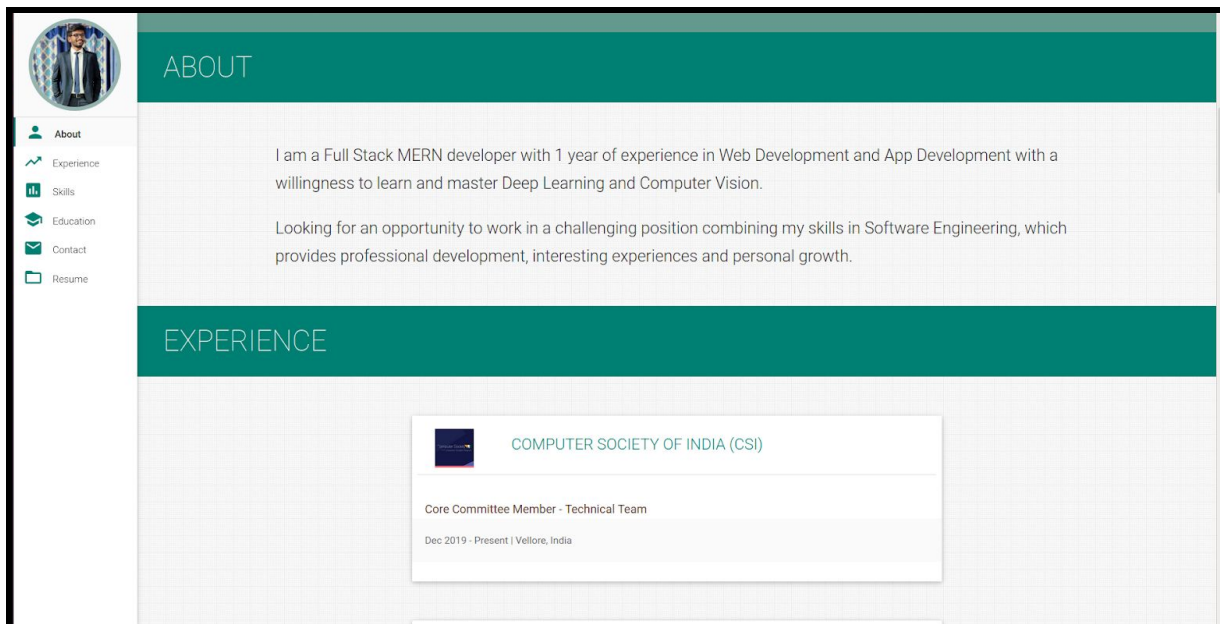 About
Experience
Skills
Education
Contact
Resume
ABOUT
I am a Full Stack MERN developer with 1 year of experience in Web Development and App Development with a
willingness to learn and master Deep Learning and Computer Vision.
Looking for an opportunity to work in a challenging position combining my skills in Software Engineering, which
provides professional development, interesting experiences and personal growth.
EXPERIENCE
COMPUTER SOCIETY OF INDIA (CSI)
Core Committee Member - Technical Team
Dec 2019 - Present | Vellore, India